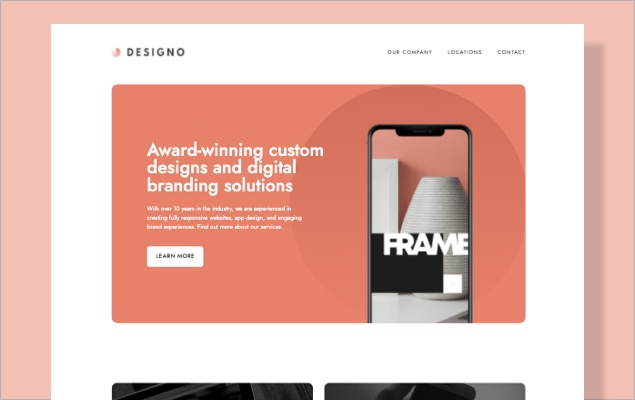 DESIGNO
OUR COMPANY LOCATIONS CONTACT
Award-winning custom
designs and digital
branding solutions
With over 10 years in the industry, we are experienced in
creating fully responsive websites, app design, and engaging
brand experiences. Find out more about our services.
LEARN MORE
FRAME